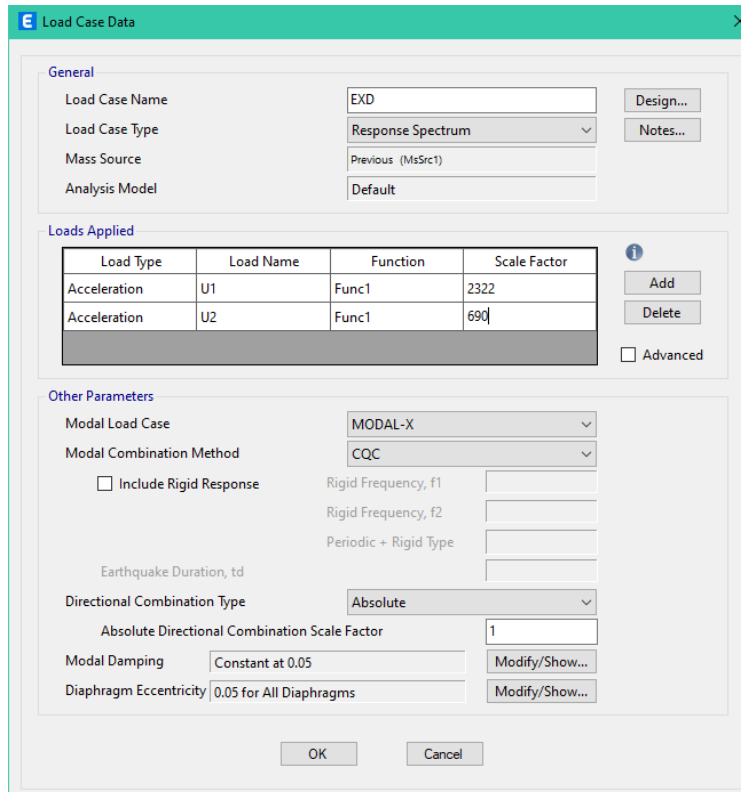 E Load Case Data
General
Load Case Name EXD Design...
Load Case Type Response Spectrum Notes...
Mass Source Previous (MsSrc1)
Analysis Model Default
Loads Applied
Load Type Load Name Function Scale Factor
Acceleration U1 Func1 2322 Add
Acceleration U2 Func1 690 Delete
Advanced
Other Parameters
Modal Load Case MODAL-X
Modal Combination Method CQC
Include Rigid Response Rigid Frequency, f1
Rigid Frequency, f2
Periodic + Rigid Type
Earthquake Duration, td
Directional Combination Type Absolute
Absolute Directional Combination Scale Factor 1
Modal Damping Constant at 0.05 Modify/Show...
Diaphragm Eccentricity 0.05 for All Diaphragms Modify/Show...
OK Cancel